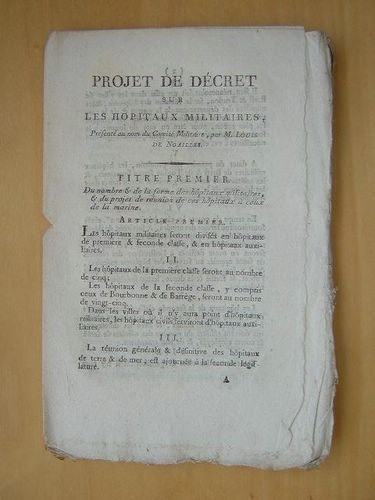 PROJET DE DÉCRET
SUR
LES HÔPITAUX MILITAIRES,
Présenté au nom du Comité Militaire, par M. LOUIS
DE NOAILLES.
TITRE PREMIER.
Du nombre & de la forme des hôpitaux militaires,
& du projet de réunion de ces hôpitaux à ceux
de la marine.
ARTICLE PREMIER.
Les hôpitaux militaires seront divisés en hôpitaux
de premiere & seconde classe, & en hôpitaux auxi-
liaires.
II.
Les hôpitaux de la première classe seront au nombre
de cinq;
Les hôpitaux de la seconde classe, y compris
ceux de Bourbonne & de Barrège, seront au nombre
de vingt-cinq.
Dans les villes où il n'y aura point d'hôpitaux
militaires, les hôpitaux civils serviront d'hôpitaux auxi-
liaires.
III.
La réunion générale & définitive des hôpitaux
de terre & de mer, est ajournée à la seconde légis-
lature.
A